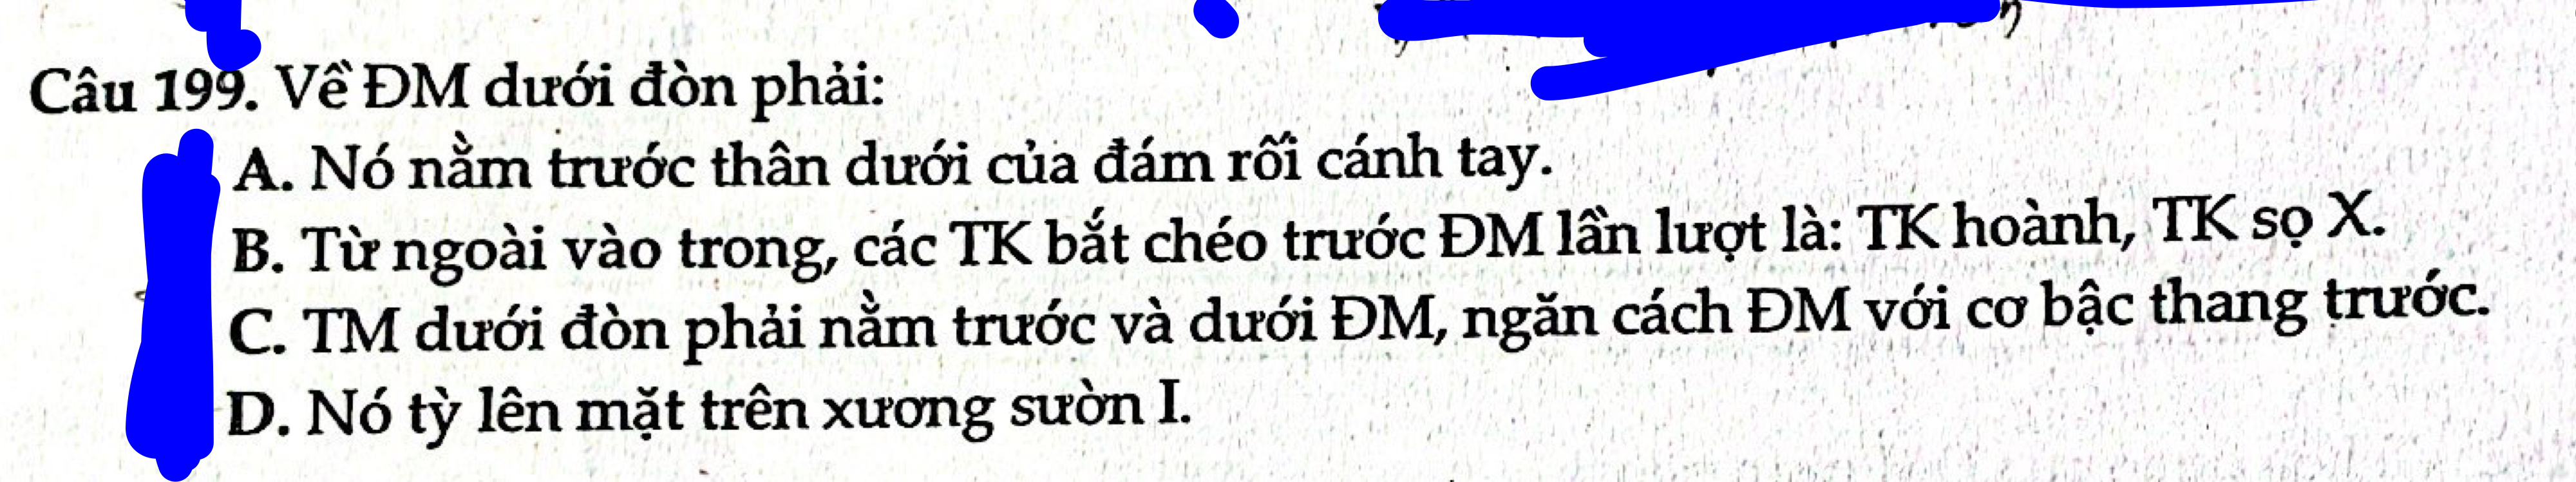 Câu 199. Về ĐM dưới đòn phải:
A. Nó nằm trước thân dưới của đám rối cánh tay.
B. Từ ngoài vào trong, các TK bắt chéo trước ĐM lần lượt là: TK hoành, TK sọ X.
C. TM dưới đòn phải nằm trước và dưới ĐM, ngăn cách ĐM với cơ bậc thang trước.
D. Nó tỳ lên mặt trên xương sườn I.